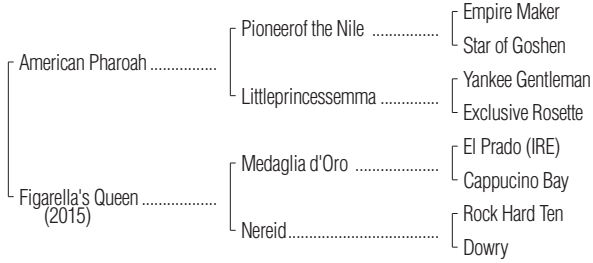 Empire Maker
Pioneerof the Nile ................
Star of Goshen
American Pharoah ................
Yankee Gentleman
Littleprincessemma ..............
Exclusive Rosette
El Prado (IRE)
Medaglia d'Oro ....................
Cappucino Bay
Figarella's Queen ..................
(2015)
Rock Hard Ten
Nereid....................................
Dowry